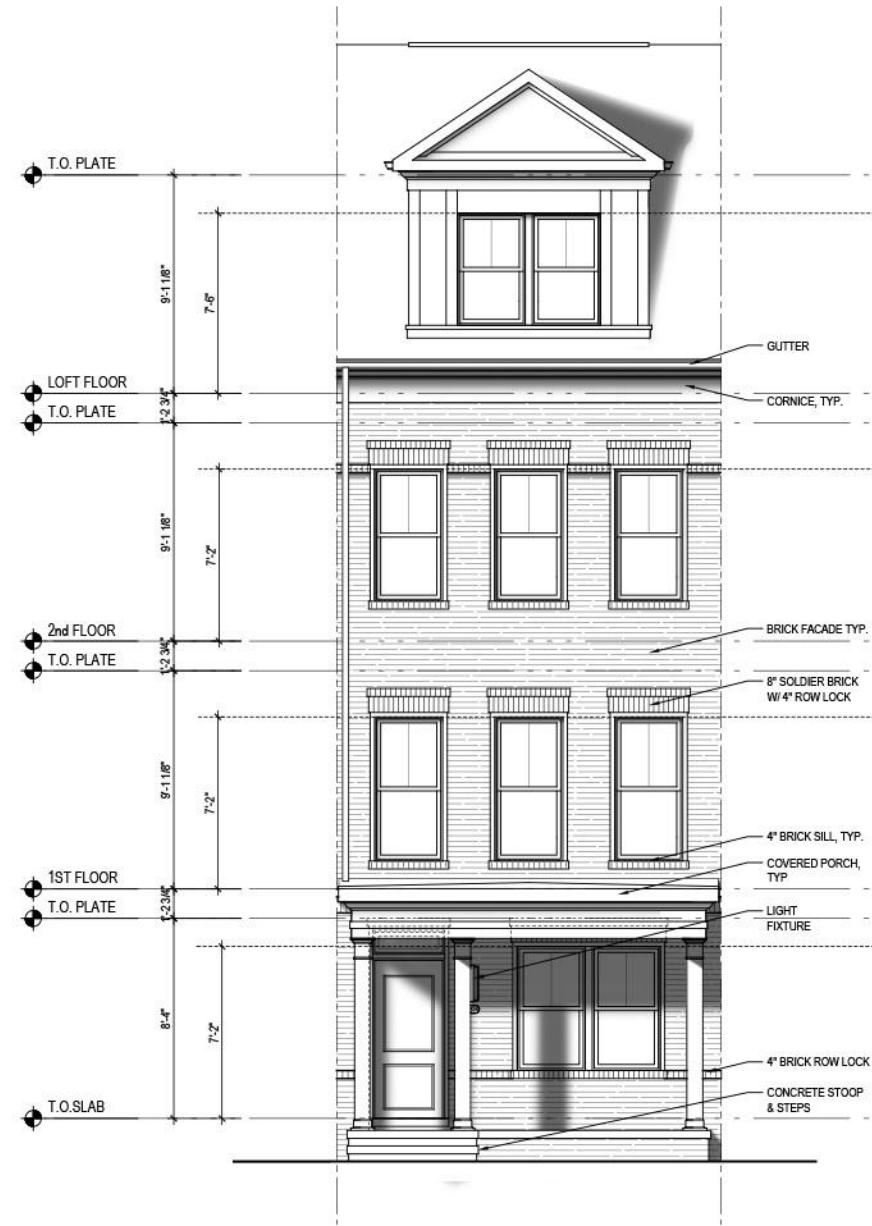 T.O. PLATE
9'-1 1/8"
7'-6"
GUTTER
LOFT FLOOR
CORNICE, TYP.
1'-2 3/4"
T.O. PLATE
9'-1 1/8"
7'-2"
2nd FLOOR
BRICK FACADE TYP.
1'-2 3/4"
T.O. PLATE
8" SOLDIER BRICK
W/ 4" ROW LOCK
9'-1 1/8"
7'-2"
4" BRICK SILL, TYP.
COVERED PORCH,
TYP
1ST FLOOR
1'-2 3/4"
T.O. PLATE
LIGHT
FIXTURE
8'-4"
7'-2"
4" BRICK ROW LOCK
CONCRETE STOOP
& STEPS
T.O.SLAB